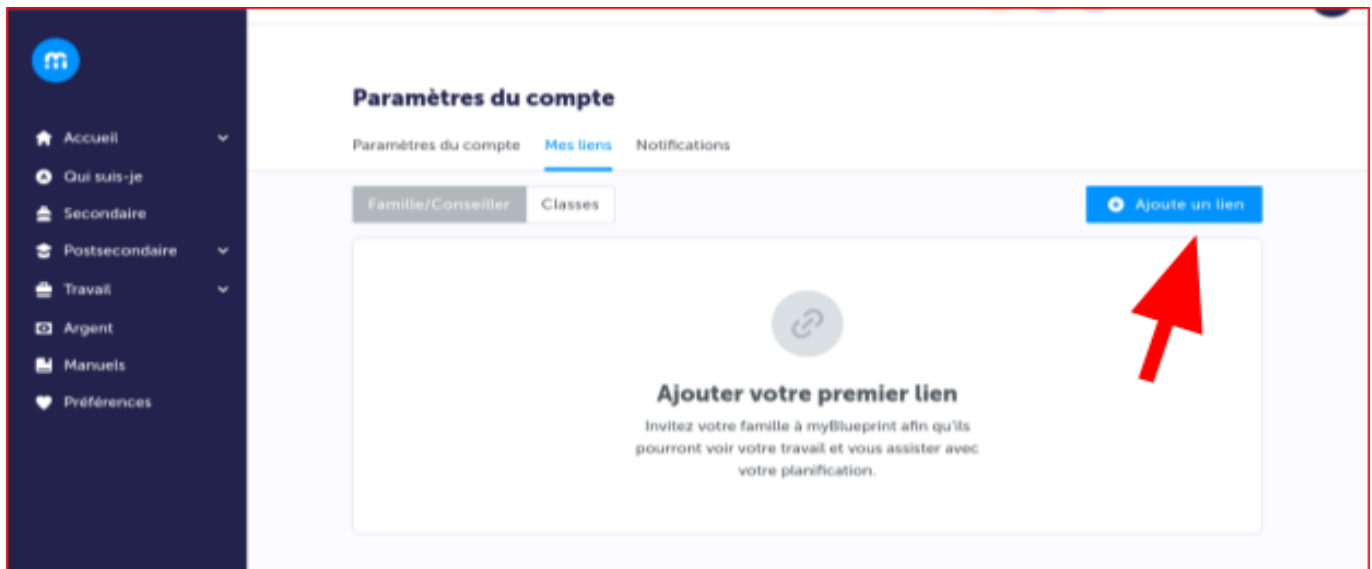 m
Accueil
Qui suis-je
Secondaire
Postsecondaire
Travail
Argent
Manuels
Préférences
Paramètres du compte
Paramètres du compte Mes liens Notifications
Famille/Conseiller Classes
Ajoute un lien
Ajouter votre premier lien
Invitez votre famille à myBlueprint afin qu'ils
pourront voir votre travail et vous assister avec
votre planification.